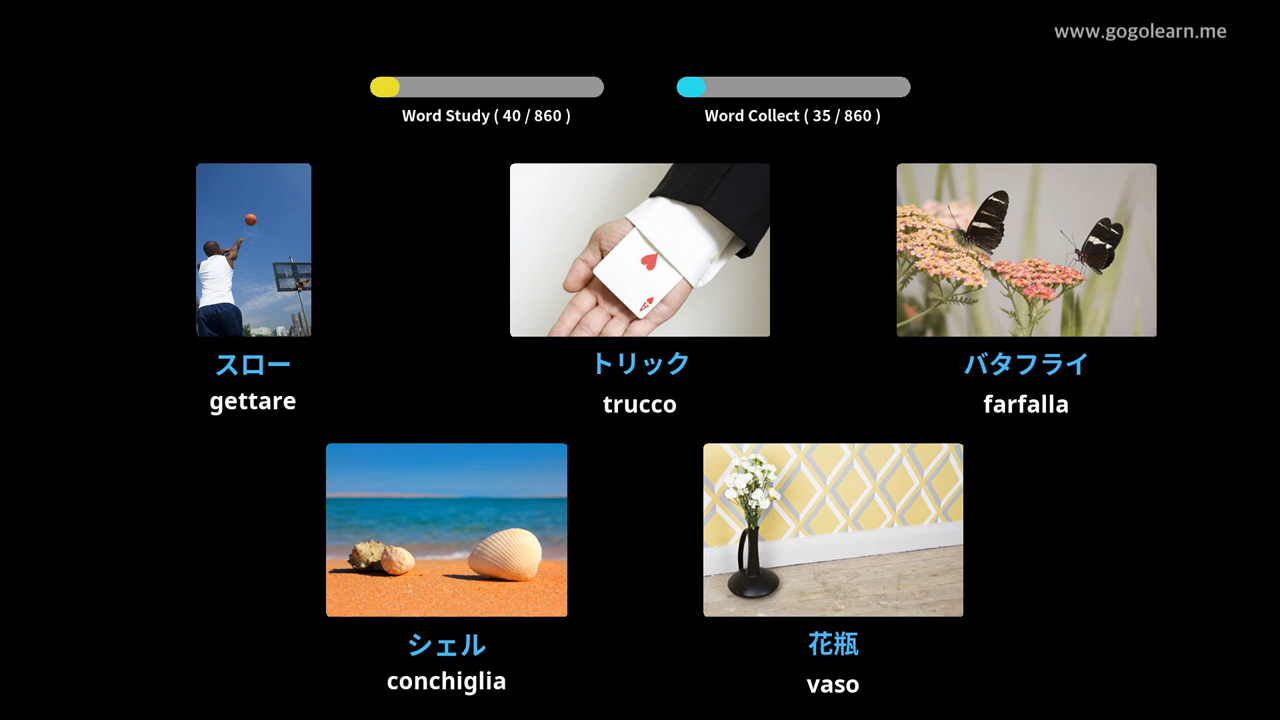 www.gogolearn.me
Word Study ( 40 / 860 )
Word Collect ( 35 / 860 )
スロー
gettare
トリック
trucco
バタフライ
farfalla
シェル
conchiglia
花瓶
vaso